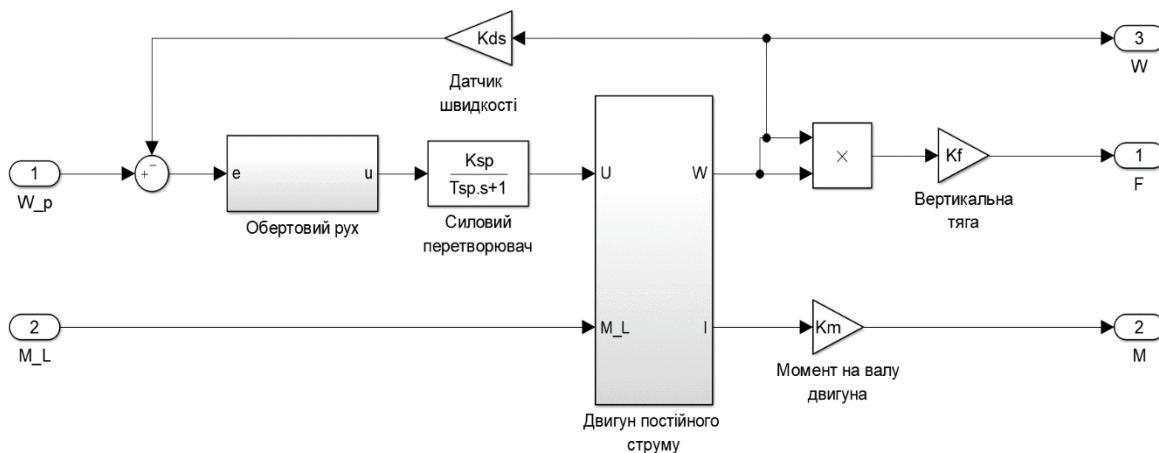 Kds
3
W
Датчик
швидкості
1
W_p
+
−
e
u
Обертовий рух
Ksp
Tsp.s+1
Силовий
перетворювач
U
W
M_L
I
Двигун постійного
струму
×
Kf
Вертикальна
тяга
1
F
2
M_L
Km
Момент на валу
двигуна
2
M